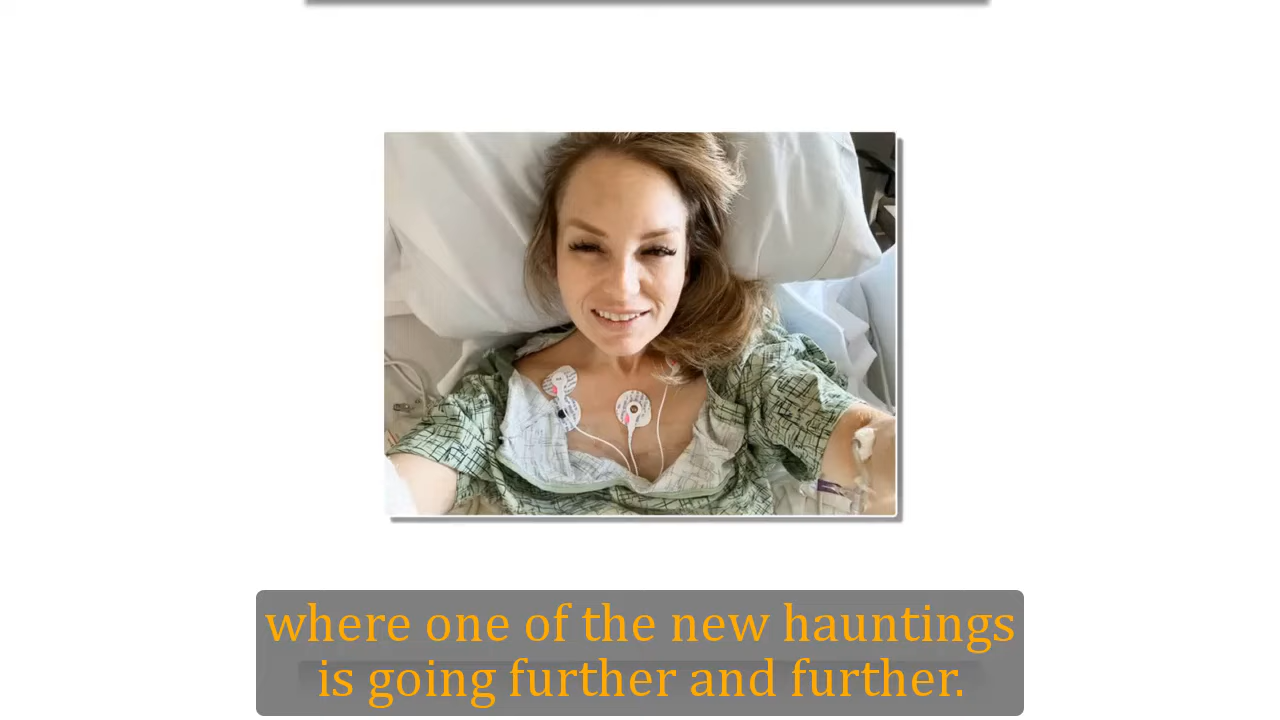 where one of the new hauntings
is going further and further.